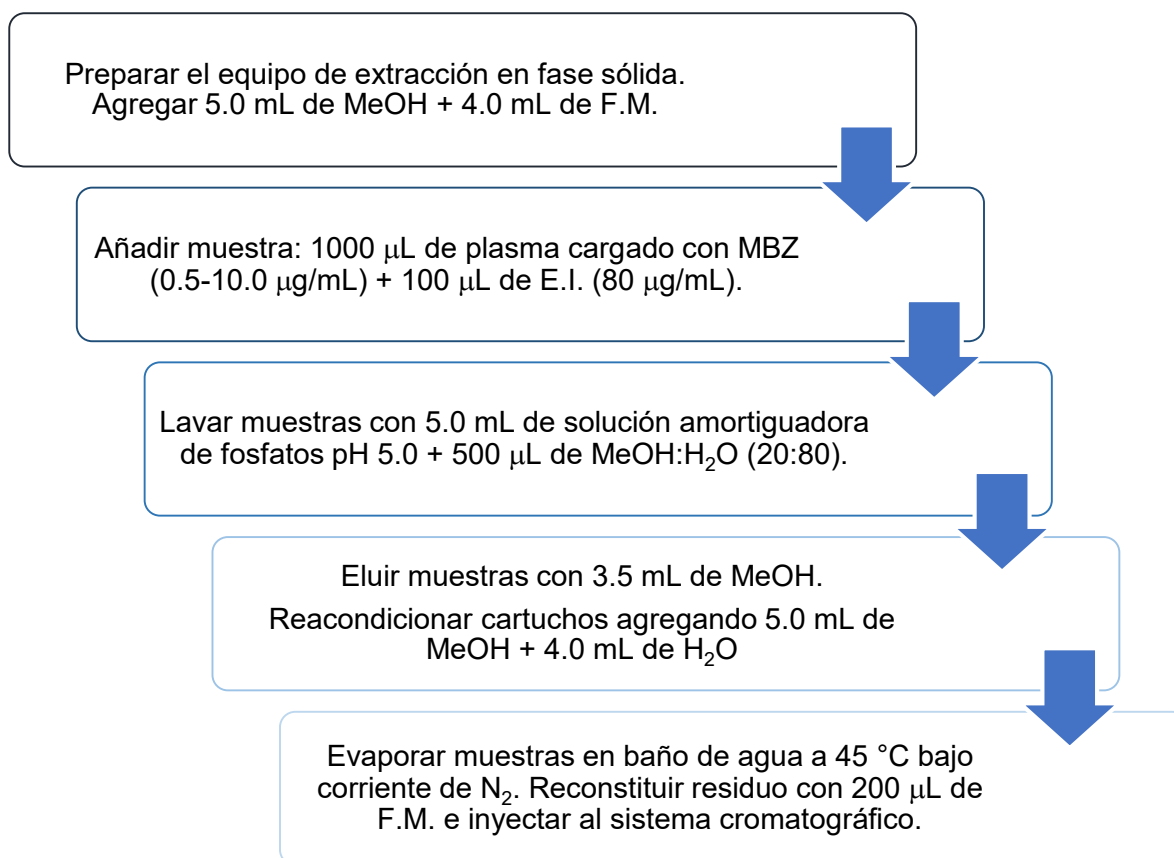 Preparar el equipo de extracción en fase sólida.
Agregar 5.0 mL de MeOH + 4.0 mL de F.M.
Añadir muestra: 1000 μL de plasma cargado con MBZ
(0.5-10.0 μg/mL) + 100 μL de E.I. (80 μg/mL).
Lavar muestras con 5.0 mL de solución amortiguadora
de fosfatos pH 5.0 + 500 μL de MeOH:H₂O (20:80).
Eluir muestras con 3.5 mL de MeOH.
Reacondicionar cartuchos agregando 5.0 mL de
MeOH + 4.0 mL de H₂O
Evaporar muestras en baño de agua a 45 °C bajo
corriente de N₂. Reconstituir residuo con 200 μL de
F.M. e inyectar al sistema cromatográfico.